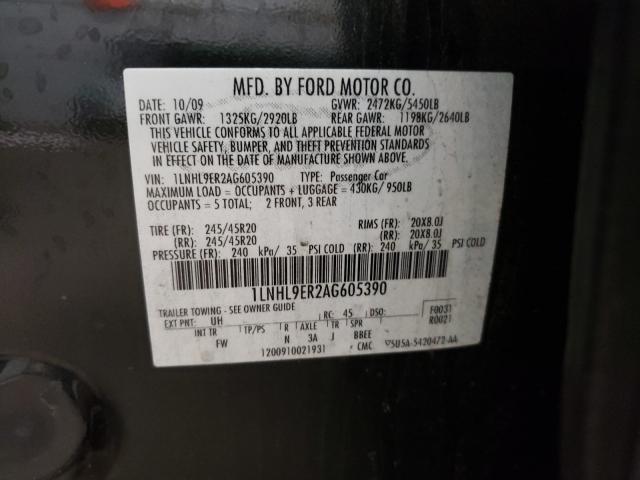 MFD. BY FORD MOTOR CO.
DATE: 10/09 GVWR: 2472KG/5450LB
FRONT GAWR: 1325KG/2920LB REAR GAWR: 1198KG/2640LB
THIS VEHICLE CONFORMS TO ALL APPLICABLE FEDERAL MOTOR
VEHICLE SAFETY, BUMPER, AND THEFT PREVENTION STANDARDS
IN EFFECT ON THE DATE OF MANUFACTURE SHOWN ABOVE.
VIN: 1LNHL9ER2AG605390 TYPE: Passenger Car
MAXIMUM LOAD = OCCUPANTS + LUGGAGE = 430KG/ 950LB
OCCUPANTS = 5 TOTAL; 2 FRONT, 3 REAR
TIRE (FR): 245/45R20 RIMS (FR): 20X8.0J
(RR): 245/45R20 (RR): 20X8.0J
PRESSURE (FR): 240 kPa/ 35 PSI COLD (RR): 240 kPa/ 35 PSI COLD
1LNHL9ER2AG605390
TRAILER TOWING - SEE OWNER GUIDE
EXT PNT: UH RC: 45 DSO: F0031
R0021
INT TR TP/PS R AXLE TR SPR
FW N 3A J BBEE
1200910021931 CMC 5U5A-5420472-AA